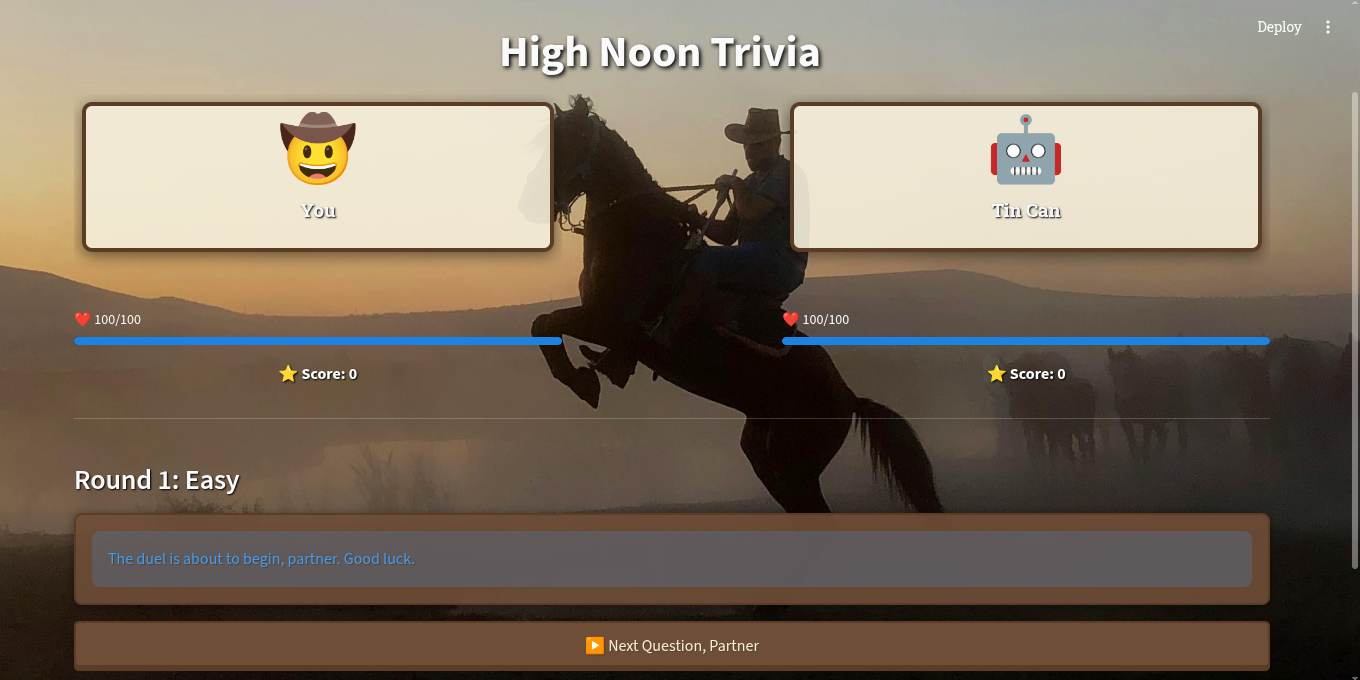 Deploy
High Noon Trivia
You
Tin Can
❤️ 100/100
❤️ 100/100
⭐ Score: 0
⭐ Score: 0
Round 1: Easy
The duel is about to begin, partner. Good luck.
▶️ Next Question, Partner